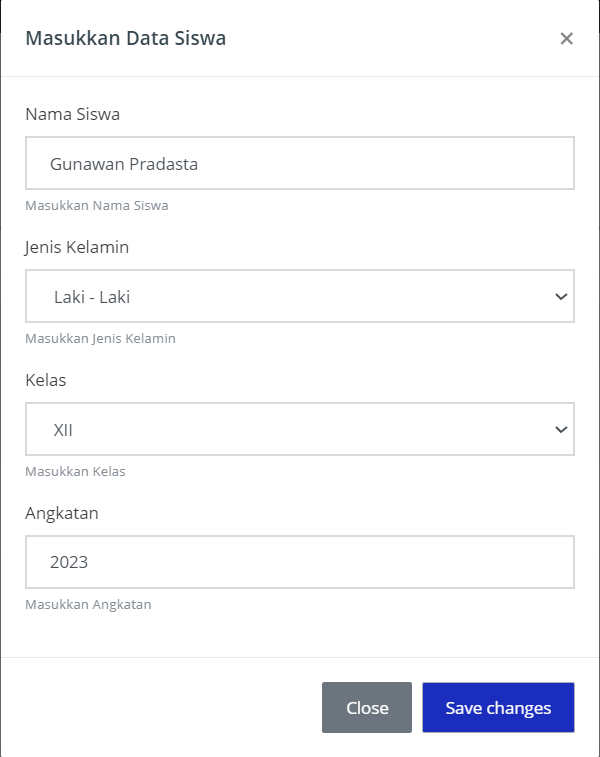 Masukkan Data Siswa ×
Nama Siswa
Gunawan Pradasta
Masukkan Nama Siswa
Jenis Kelamin
Laki - Laki
Masukkan Jenis Kelamin
Kelas
XII
Masukkan Kelas
Angkatan
2023
Masukkan Angkatan
Close Save changes